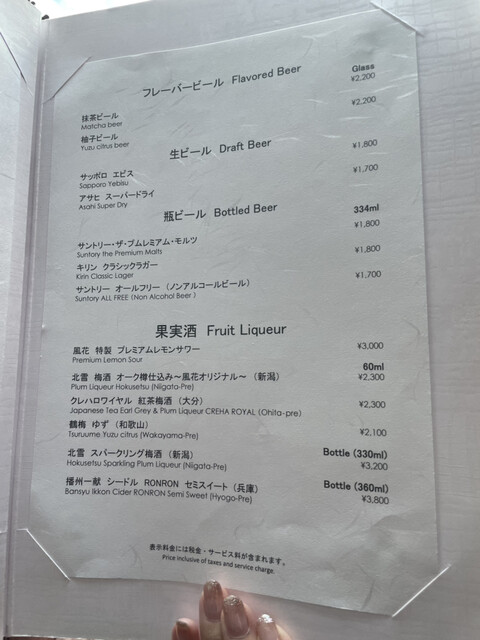 フレーバービール Flavored Beer
Glass
抹茶ビール ¥2,200
Matcha beer
柚子ビール ¥2,200
Yuzu citrus beer
生ビール Draft Beer
サッポロ エビス ¥1,800
Sapporo Yebisu
アサヒ スーパードライ ¥1,700
Asahi Super Dry
瓶ビール Bottled Beer
334ml
サントリー・ザ・プムレミアム・モルツ ¥1,800
Suntory the Premium Malts
キリン クラシックラガー ¥1,800
Kirin Classic Lager
サントリー オールフリー（ノンアルコールビール） ¥1,700
Suntory ALL FREE（Non Alcohol Beer ）
果実酒 Fruit Liqueur
風花 特製 プレミアムレモンサワー ¥3,000
Premium Lemon Sour
60ml
北雪 梅酒 オーク樽仕込み～風花オリジナル～（新潟） ¥2,300
Plum Liquor Hokusetsu (Niigata-Pre)
クレハロワイヤル 紅茶梅酒（大分） ¥2,300
Japanese Tea Earl Grey & Plum Liquor CREHA ROYAL (Ohita-pre)
鶴梅 ゆず（和歌山） ¥2,100
Tsuruume Yuzu citrus (Wakayama-Pre)
Bottle (330ml)
北雪 スパークリング梅酒（新潟） ¥3,200
Hokusetsu Sparkling Plum Liqueur (Niigata-Pre)
Bottle (360ml)
播州一献 シードル RONRON セミスイート（兵庫） ¥3,800
Bansyu Ikkon Cider RONRON Semi Sweet (Hyogo-Pre)
表示料金には税金・サービス料が含まれます。
Price inclusive of taxes and service charge.